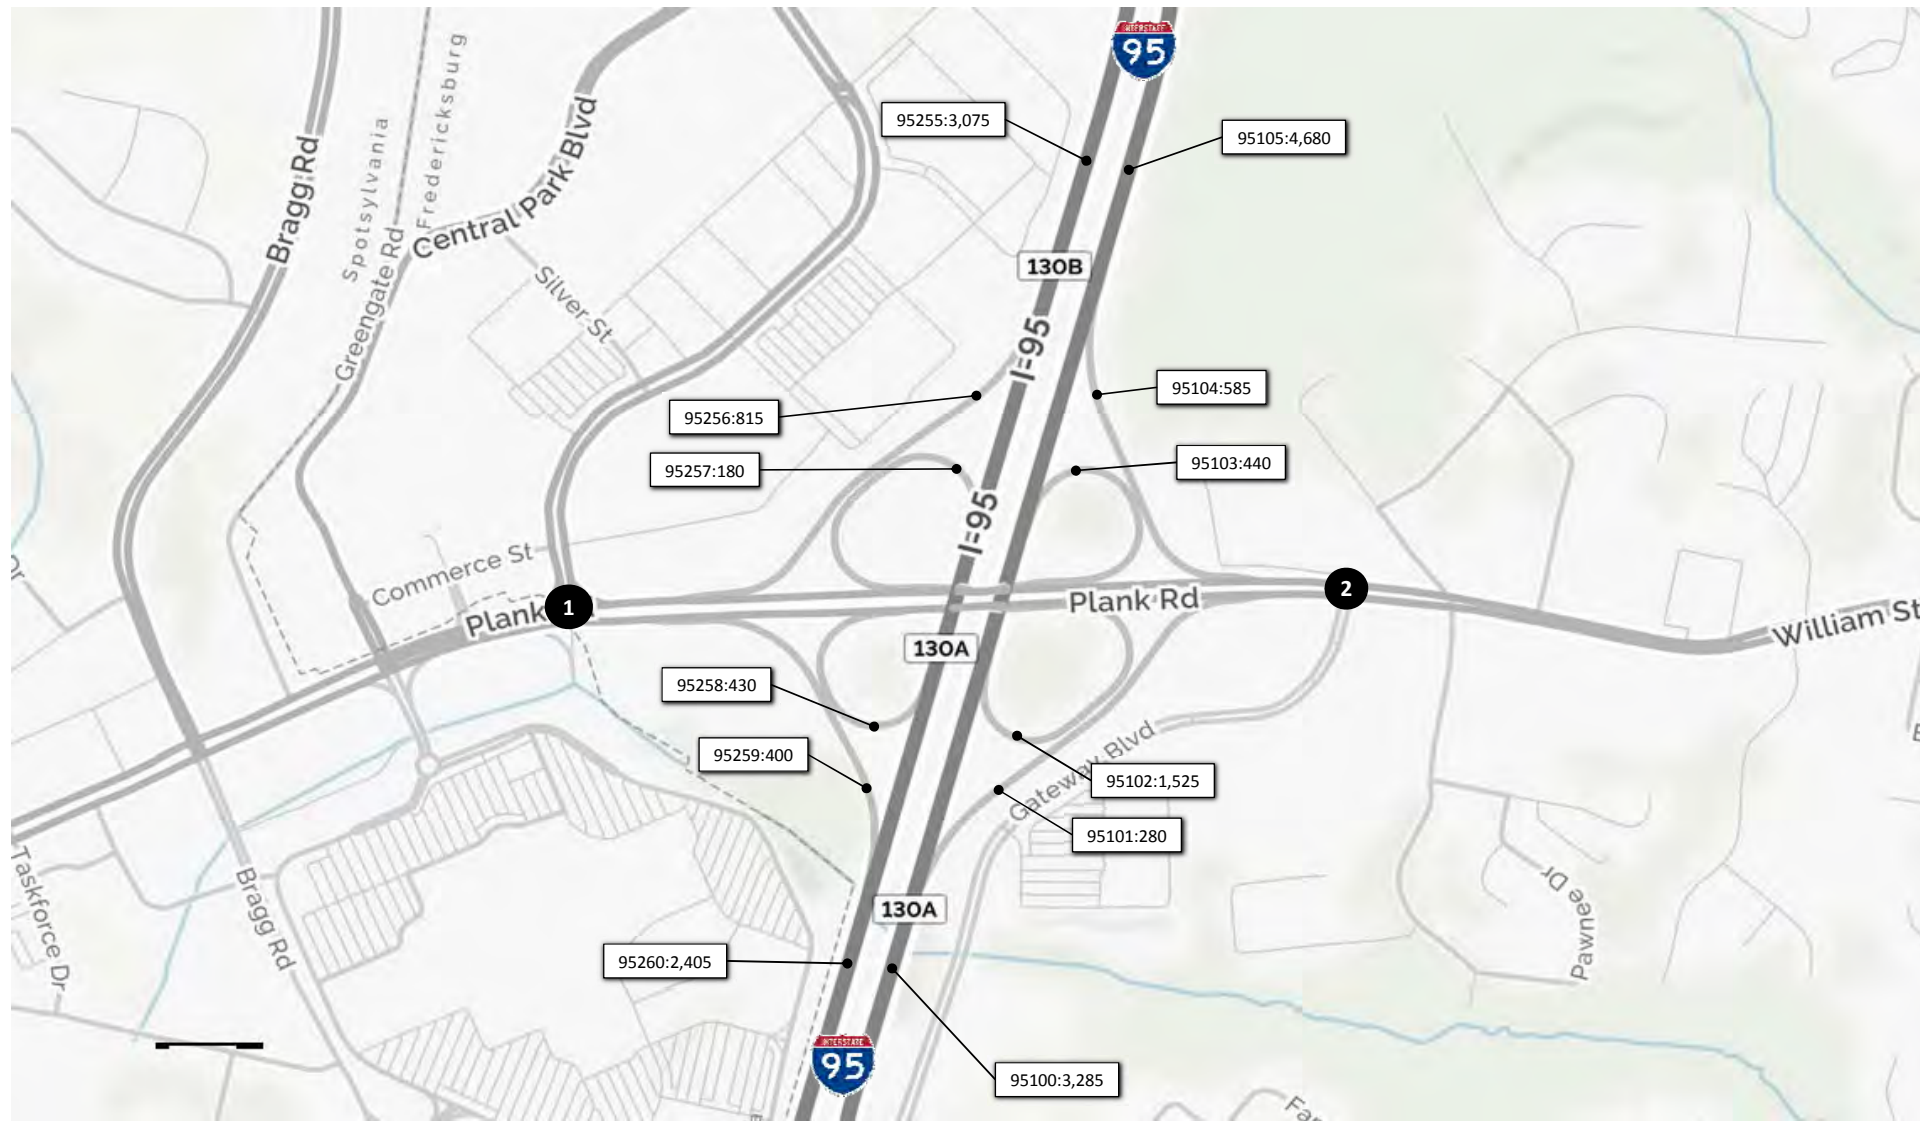 INTERSTATE
95
95255:3,075
95105:4,680
Bragg Rd
Spotsylvania
Fredericksburg
Central Park Blvd
Greengate Rd
Silver St
130B
I-95
95256:815
95104:585
95257:180
95103:440
I-95
Commerce St
Plank
1
Plank Rd
2
William St
130A
Dr
95258:430
95259:400
Gateway Blvd
95102:1,525
95101:280
Taskforce Dr
Bragg Rd
130A
Pawnee Dr
95260:2,405
INTERSTATE
95
95100:3,285